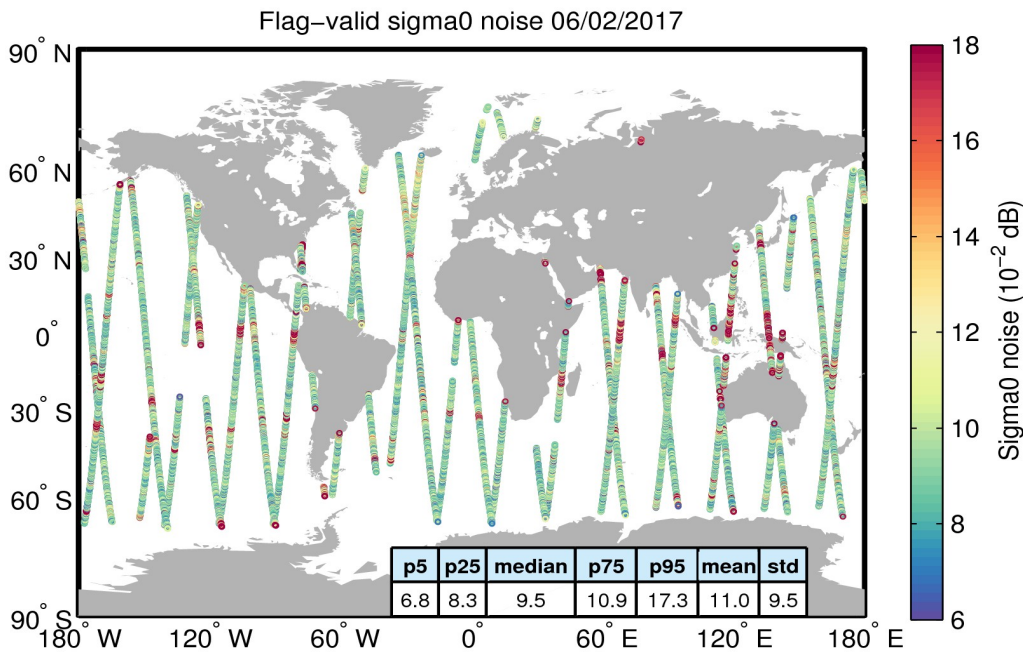 Flag−valid sigma0 noise 06/02/2017
90° N
60° N
30° N
0°
30° S
60° S
90° S
180° W
120° W
60° W
0°
60° E
120° E
180° E
p5 p25 median p75 p95 mean std
6.8 8.3 9.5 10.9 17.3 11.0 9.5
18
16
14
12
10
8
6
Sigma0 noise (10⁻² dB)